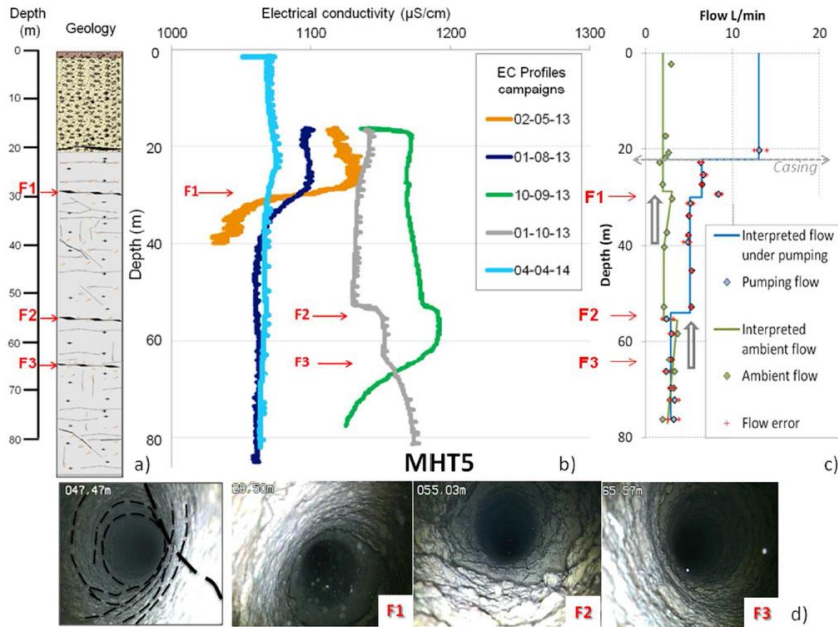 Depth (m)
Geology
0
10
20
30
40
50
60
70
80
F1
F2
F3
a)
Electrical conductivity (µS/cm)
1000
1100
1200
1300
0
20
40
60
80
Depth (m)
F1
F2
F3
EC Profiles campaigns
02-05-13
01-08-13
10-09-13
01-10-13
04-04-14
MHT5
b)
Flow L/min
0
10
20
0
20
40
60
80
Depth (m)
Casing
F1
F2
F3
Interpreted flow under pumping
Pumping flow
Interpreted ambient flow
Ambient flow
Flow error
c)
047.47m
28.50m
F1
055.03m
F2
65.57m
F3
d)